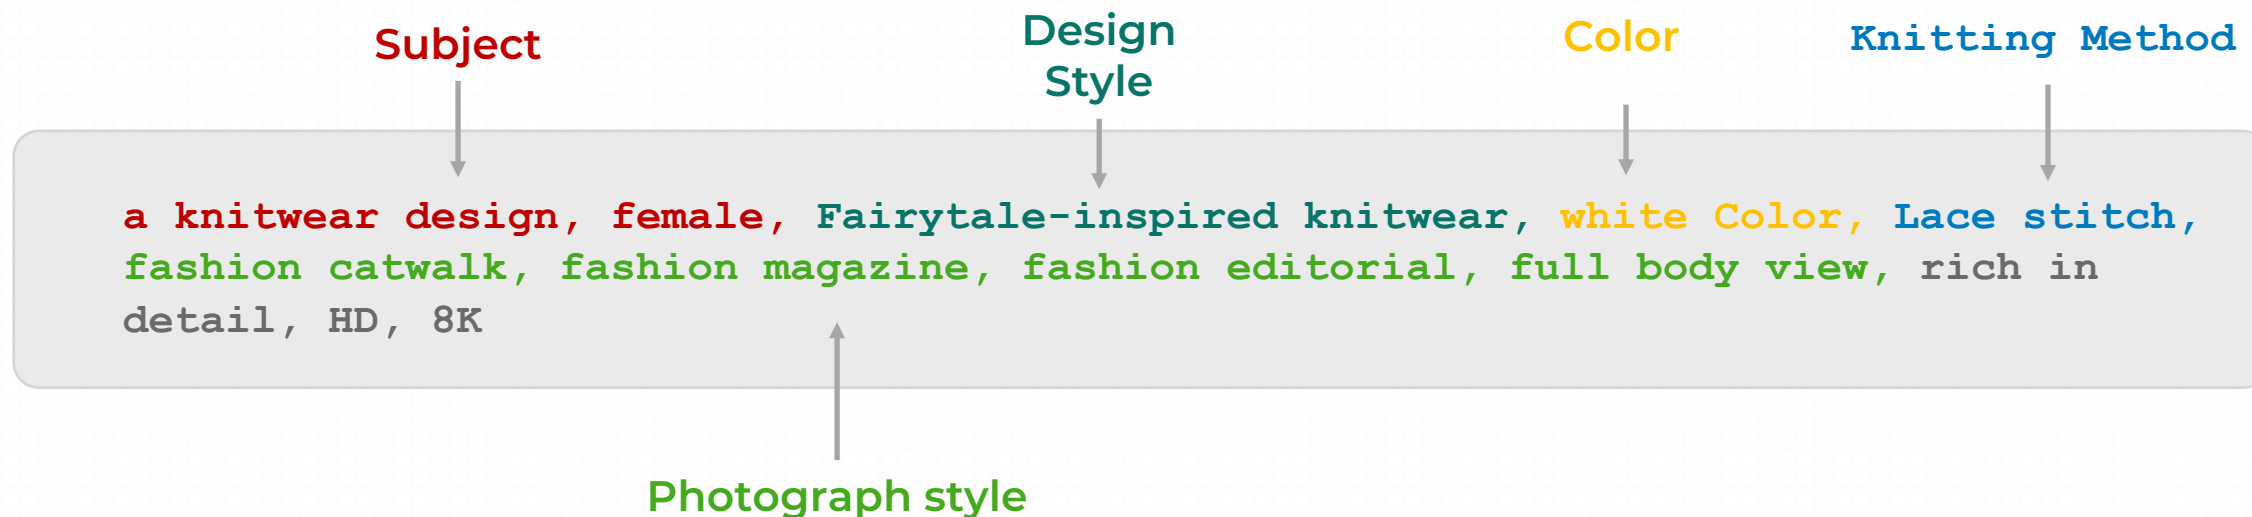 Subject
Design
Style
Color
Knitting Method
a knitwear design, female, Fairytale-inspired knitwear, white Color, Lace stitch,
fashion catwalk, fashion magazine, fashion editorial, full body view, rich in
detail, HD, 8K
Photograph style